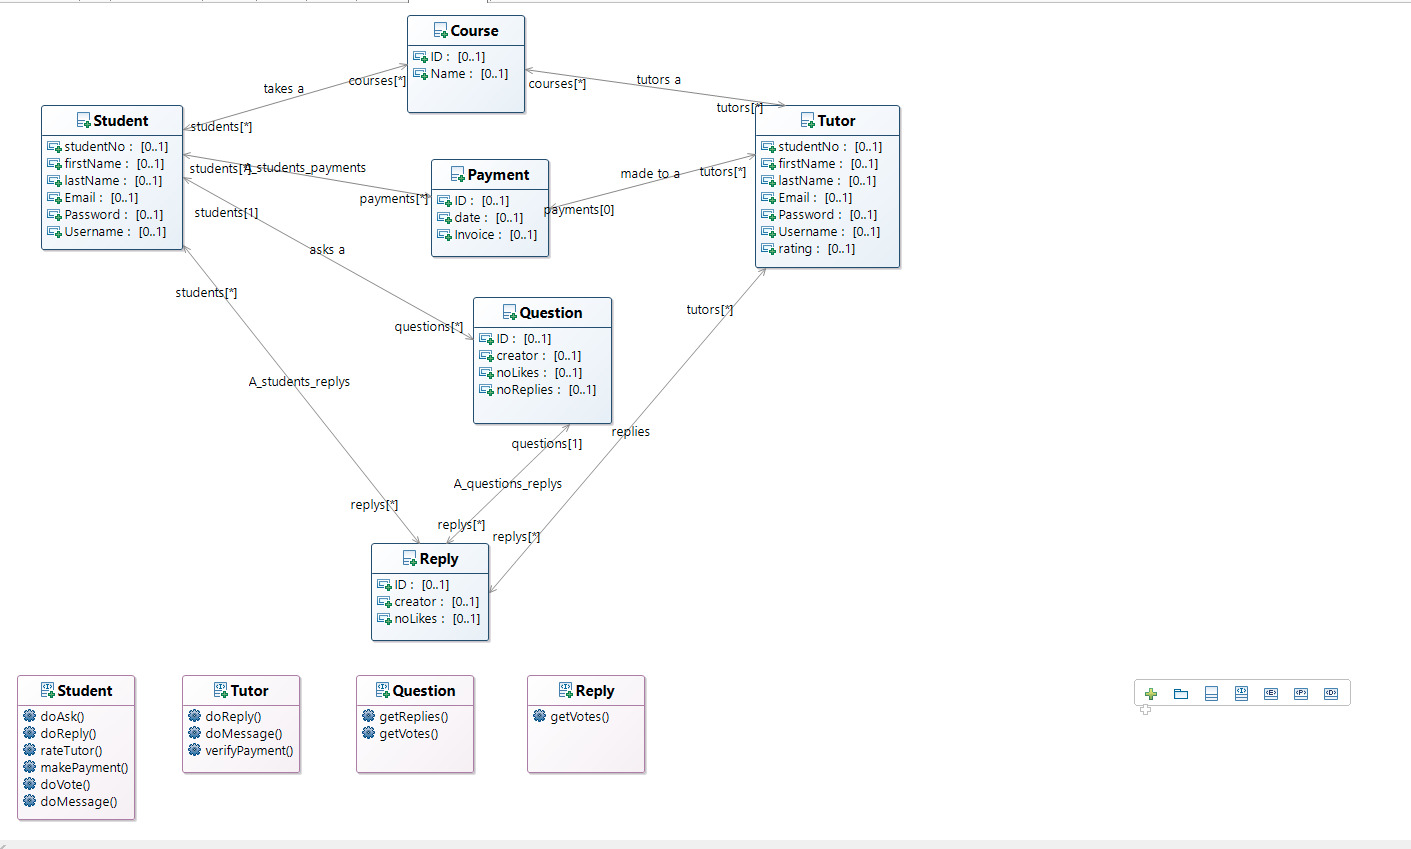 Course
ID : [0..1]
Name : [0..1]
takes a
courses[*]
students[*]
courses[*]
tutors a
tutors[*]
Student
studentNo : [0..1]
firstName : [0..1]
lastName : [0..1]
Email : [0..1]
Password : [0..1]
Username : [0..1]
students[*]
A_students_payments
payments[*]
Payment
ID : [0..1]
date : [0..1]
Invoice : [0..1]
made to a
tutors[*]
payments[0]
Tutor
studentNo : [0..1]
firstName : [0..1]
lastName : [0..1]
Email : [0..1]
Password : [0..1]
Username : [0..1]
rating : [0..1]
students[1]
asks a
questions[*]
Question
ID : [0..1]
creator : [0..1]
noLikes : [0..1]
noReplies : [0..1]
students[*]
A_students_replys
replys[*]
questions[1]
A_questions_replys
replys[*]
tutors[*]
replies
replys[*]
Reply
ID : [0..1]
creator : [0..1]
noLikes : [0..1]
Student
doAsk()
doReply()
rateTutor()
makePayment()
doVote()
doMessage()
Tutor
doReply()
doMessage()
verifyPayment()
Question
getReplies()
getVotes()
Reply
getVotes()